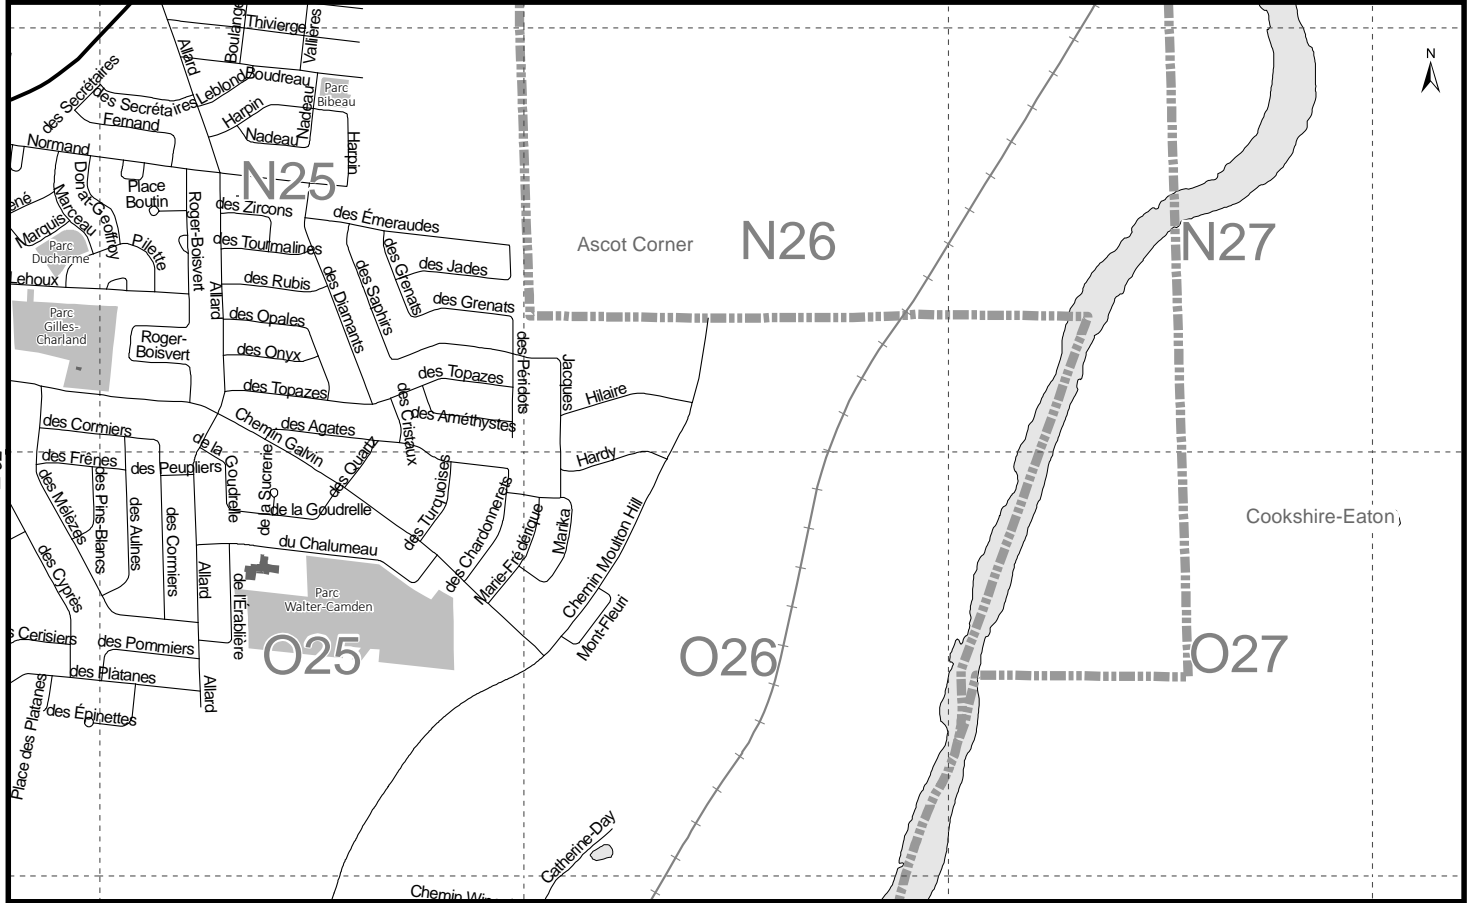 Thivierge
Boulange
Vallières
Allard
N
des Secrétaires
des Secrétaires
Leblond
Boudreau
Parc
Bibeau
Nadeau
Harpin
Fernand
Nadeau
Harpin
Normand
N25
Donat-Geoffroy
Place
Boutin
Roger-Boisvert
des Zircons
des Émeraudes
Marceau
Marquis
Parc
Ducharme
Pilette
des Tourmalines
des Grenats
des Jades
Ascot Corner
N26
N27
Lehoux
Allard
des Rubis
des Diamants
des Saphirs
des Grenats
Parc
Gilles-
Charland
des Opales
Roger-
Boisvert
des Onyx
des Péridots
Jacques
des Topazes
des Topazes
Hilaire
des Cristaux
des Améthystes
des Cormiers
Chemin Galvin
des Agates
de la Goudrelle
de la Sucrerie
des Quartz
Hardy
des Frênes
des Peupliers
des Mélèzes
des Pins-Blancs
des Aulnes
des Cormiers
de la Goudrelle
des Turquoises
des Chardonnerets
Marie-Frédérique
Marika
Chemin Moulton Hill
Cookshire-Eaton
des Cyprès
Allard
du Chalumeau
de l'Érablière
Parc
Walter-Camden
Mont-Fleuri
s Cerisiers
des Pommiers
O25
O26
O27
des Platanes
Allard
Place des Platanes
des Épinettes
Catherine-Day